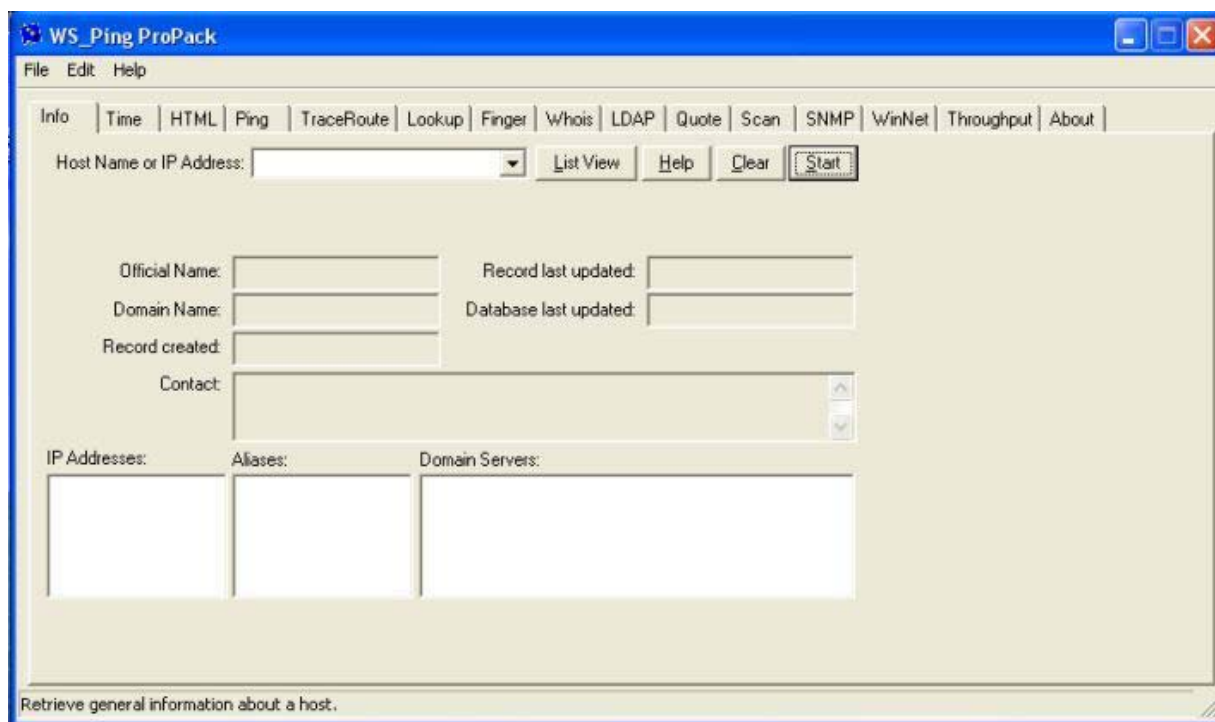 WS_Ping ProPack
File Edit Help
Info Time HTML Ping TraceRoute Lookup Finger Whois LDAP Quote Scan SNMP WinNet Throughput About
Host Name or IP Address: List View Help Clear Start
Official Name: Record last updated:
Domain Name: Database last updated:
Record created:
Contact:
IP Addresses: Aliases: Domain Servers:
Retrieve general information about a host.